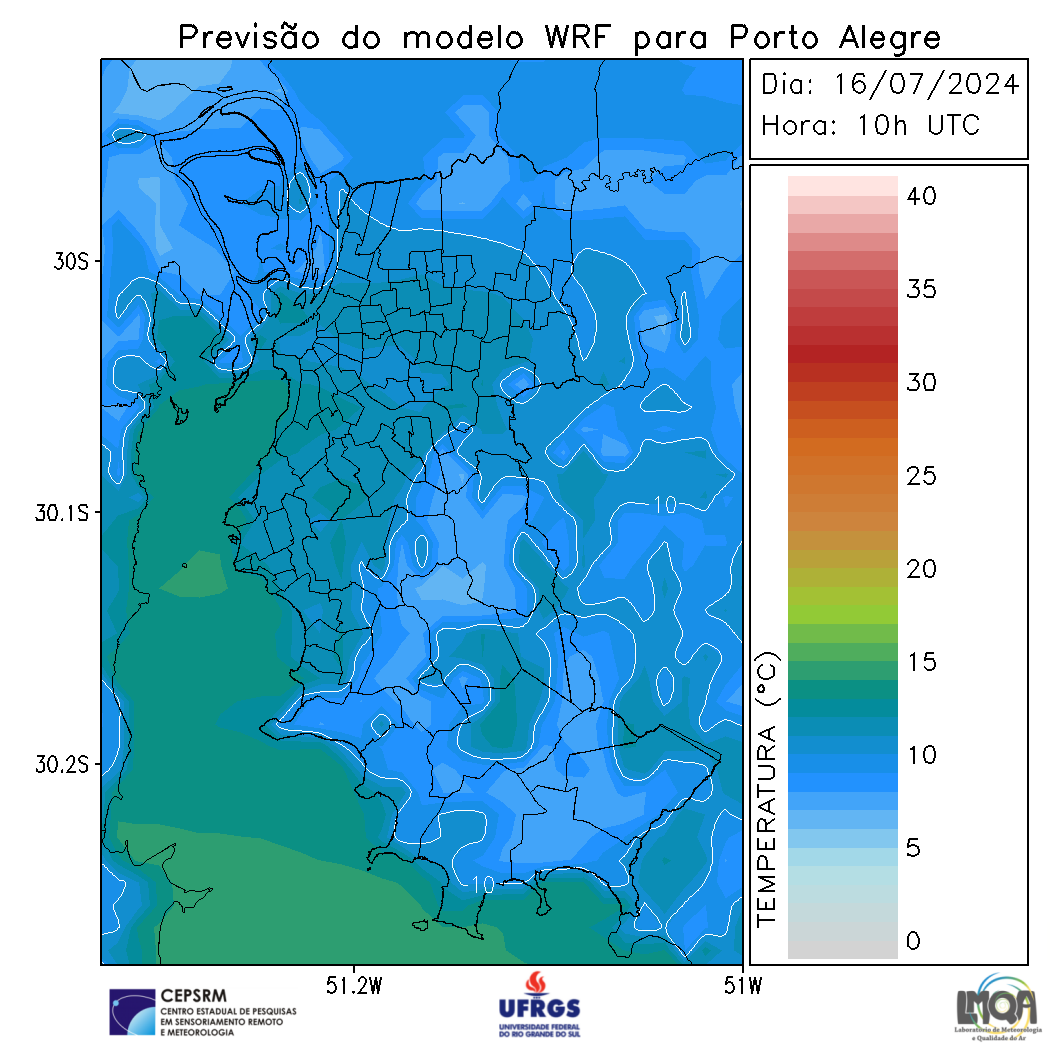 Previsão do modelo WRF para Porto Alegre
Dia: 16/07/2024
Hora: 10h UTC
40
35
30
25
20
15
10
5
0
TEMPERATURA (°C)
30S
30.1S
30.2S
10
10
51.2W
51W
CEPSRM
CENTRO ESTADUAL DE PESQUISAS
EM SENSORIAMENTO REMOTO
E METEOROLOGIA
UFRGS
UNIVERSIDADE FEDERAL
DO RIO GRANDE DO SUL
LMQA
Laboratório de Meteorologia
e Qualidade do Ar